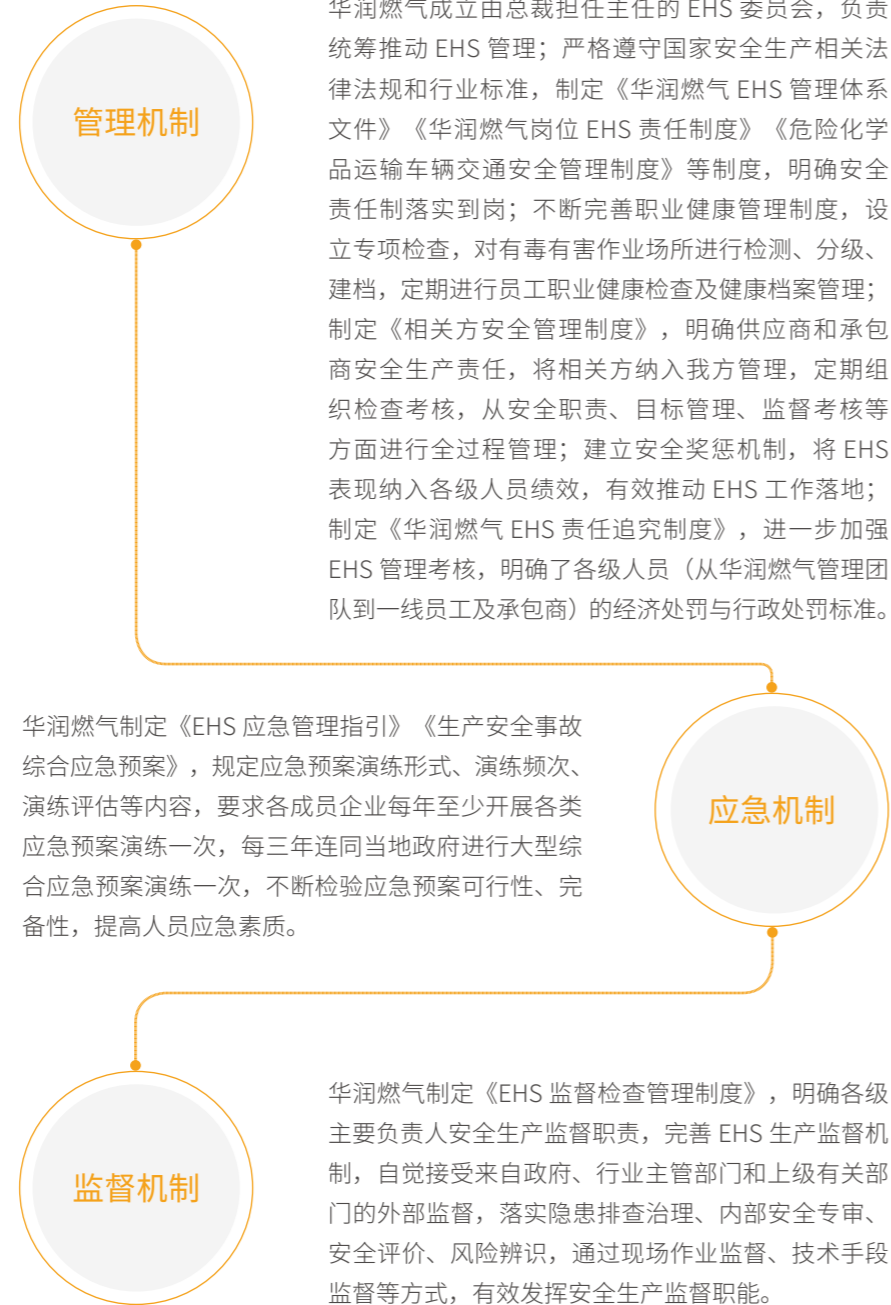 管理机制
华润燃气成立由总裁担任主任的 EHS 委员会，负责
统筹推动 EHS 管理；严格遵守国家安全生产相关法
律法规和行业标准，制定《华润燃气 EHS 管理体系
文件》《华润燃气岗位 EHS 责任制度》《危险化学
品运输车辆交通安全管理制度》等制度，明确安全
责任制落实到岗；不断完善职业健康管理制度，设
立专项检查，对有毒有害作业场所进行检测、分级、
建档，定期进行员工职业健康检查及健康档案管理；
制定《相关方安全管理制度》，明确供应商和承包
商安全生产责任，将相关方纳入我方管理，定期组
织检查考核，从安全职责、目标管理、监督考核等
方面进行全过程管理；建立安全奖惩机制，将 EHS
表现纳入各级人员绩效，有效推动 EHS 工作落地；
制定《华润燃气 EHS 责任追究制度》，进一步加强
EHS 管理考核，明确了各级人员（从华润燃气管理团
队到一线员工及承包商）的经济处罚与行政处罚标准。
华润燃气制定《EHS 应急管理指引》《生产安全事故
综合应急预案》，规定应急预案演练形式、演练频次、
演练评估等内容，要求各成员企业每年至少开展各类
应急预案演练一次，每三年连同当地政府进行大型综
合应急预案演练一次，不断检验应急预案可行性、完
备性，提高人员应急素质。
应急机制
监督机制
华润燃气制定《EHS 监督检查管理制度》，明确各级
主要负责人安全生产监督职责，完善 EHS 生产监督机
制，自觉接受来自政府、行业主管部门和上级有关部
门的外部监督，落实隐患排查治理、内部安全专审、
安全评价、风险辨识，通过现场作业监督、技术手段
监督等方式，有效发挥安全生产监督职能。